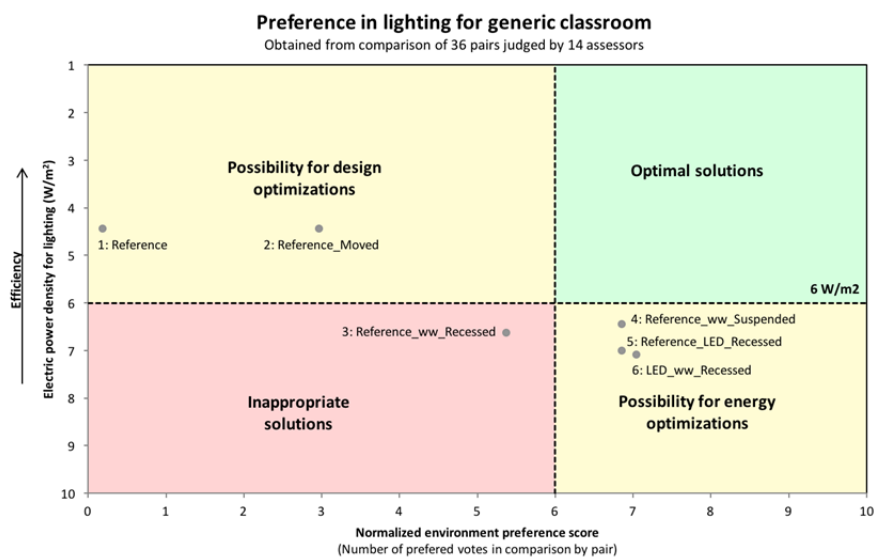 Preference in lighting for generic classroom
Obtained from comparison of 36 pairs judged by 14 assessors
Efficiency
Electric power density for lighting (W/m²)
1
2
3
4
5
6
7
8
9
10
Possibility for design
optimizations
Optimal solutions
1: Reference
2: Reference_Moved
6 W/m2
3: Reference_ww_Recessed
4: Reference_ww_Suspended
5: Reference_LED_Recessed
6: LED_ww_Recessed
Inappropriate
solutions
Possibility for energy
optimizations
0 1 2 3 4 5 6 7 8 9 10
Normalized environment preference score
(Number of prefered votes in comparison by pair)